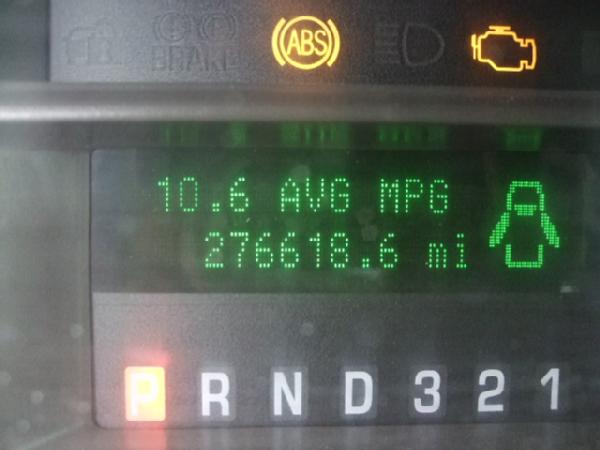 BRAKE ABS
10.6 AVG MPG
276618.6 mi
P R N D 3 2 1